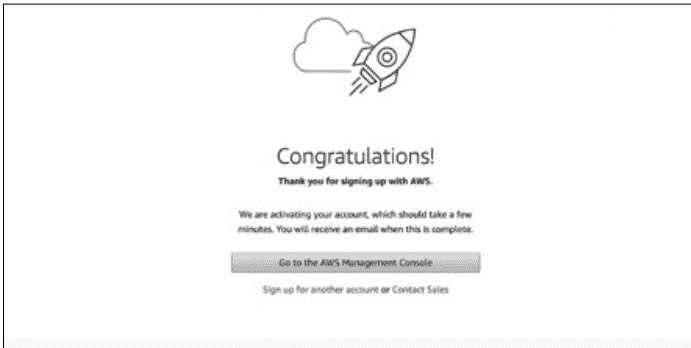 Congratulations!
Thank you for signing up with AWS.
We are activating your account, which should take a few
minutes. You will receive an email when this is complete.
Go to the AWS Management Console
Sign up for another account or Contact Sales